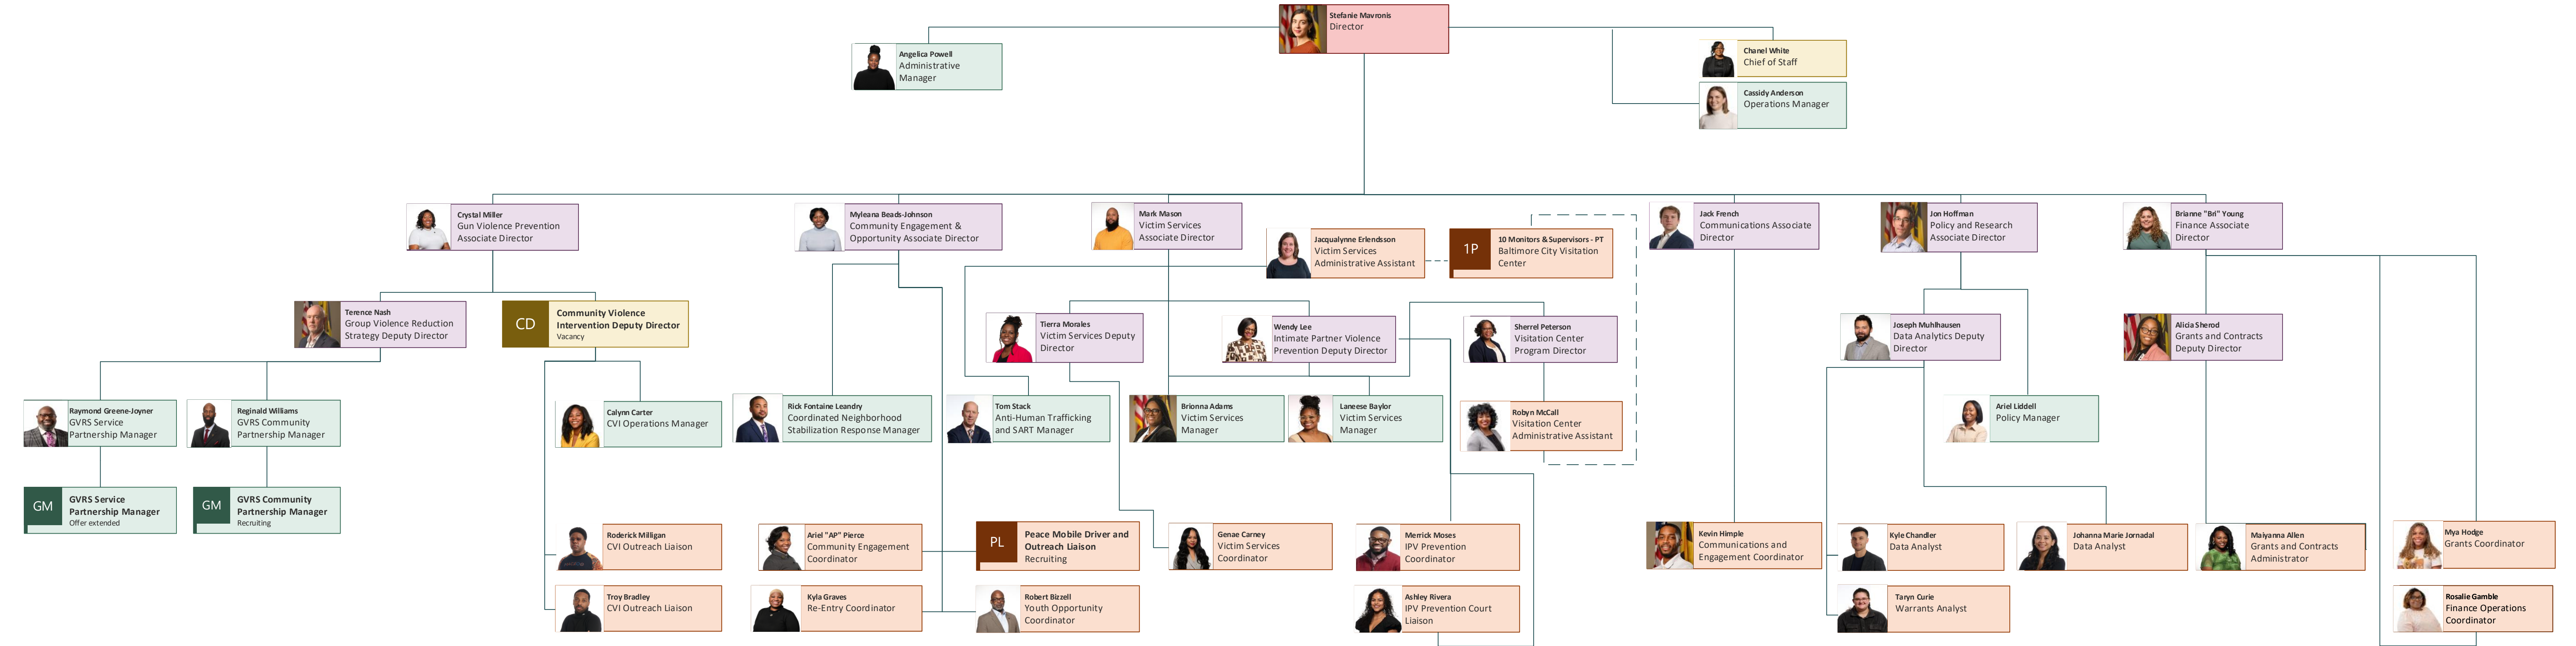 Stefanie Mavronis
Director
Angelica Powell
Administrative
Manager
Chanel White
Chief of Staff
Cassidy Anderson
Operations Manager
Crystal Miller
Gun Violence Prevention
Associate Director
Myleana Beads-Johnson
Community Engagement &
Opportunity Associate Director
Mark Mason
Victim Services
Associate Director
Jacqualynne Erlendsson
Victim Services
Administrative Assistant
1P
10 Monitors & Supervisors - PT
Baltimore City Visitation
Center
Jack French
Communications Associate
Director
Jon Hoffman
Policy and Research
Associate Director
Brianne "Bri" Young
Finance Associate
Director
Terence Nash
Group Violence Reduction
Strategy Deputy Director
CD
Community Violence
Intervention Deputy Director
Vacancy
Tierra Morales
Victim Services Deputy
Director
Wendy Lee
Intimate Partner Violence
Prevention Deputy Director
Sherrel Peterson
Visitation Center
Program Director
Joseph Muhlhausen
Data Analytics Deputy
Director
Alicia Sherod
Grants and Contracts
Deputy Director
Raymond Greene-Joyner
GVRS Service
Partnership Manager
Reginald Williams
GVRS Community
Partnership Manager
Calynn Carter
CVI Operations Manager
Rick Fontaine Leandry
Coordinated Neighborhood
Stabilization Response Manager
Tom Stack
Anti-Human Trafficking
and SART Manager
Brionna Adams
Victim Services
Manager
Laneese Baylor
Victim Services
Manager
Robyn McCall
Visitation Center
Administrative Assistant
Ariel Liddell
Policy Manager
GM
GVRS Service
Partnership Manager
Offer extended
GM
GVRS Community
Partnership Manager
Recruiting
Roderick Milligan
CVI Outreach Liaison
Ariel "AP" Pierce
Community Engagement
Coordinator
PL
Peace Mobile Driver and
Outreach Liaison
Recruiting
Genae Carney
Victim Services
Coordinator
Merrick Moses
IPV Prevention
Coordinator
Kevin Himple
Communications and
Engagement Coordinator
Kyle Chandler
Data Analyst
Johanna Marie Jornadal
Data Analyst
Maiyanna Allen
Grants and Contracts
Administrator
Mya Hodge
Grants Coordinator
Troy Bradley
CVI Outreach Liaison
Kyla Graves
Re-Entry Coordinator
Robert Bizzell
Youth Opportunity
Coordinator
Ashley Rivera
IPV Prevention Court
Liaison
Taryn Curie
Warrants Analyst
Rosalie Gamble
Finance Operations
Coordinator